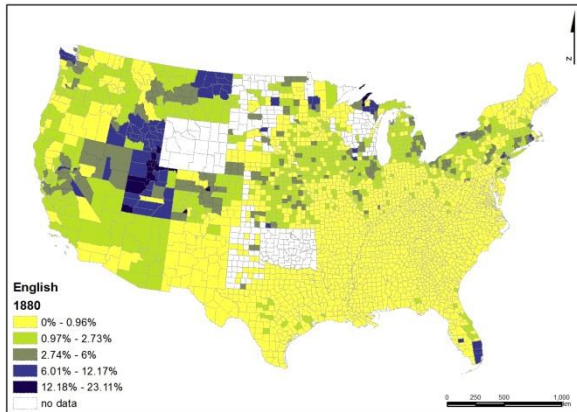 N
English
1880
0% - 0.96%
0.97% - 2.73%
2.74% - 6%
6.01% - 12.17%
12.18% - 23.11%
no data
0 250 500 1,000
km